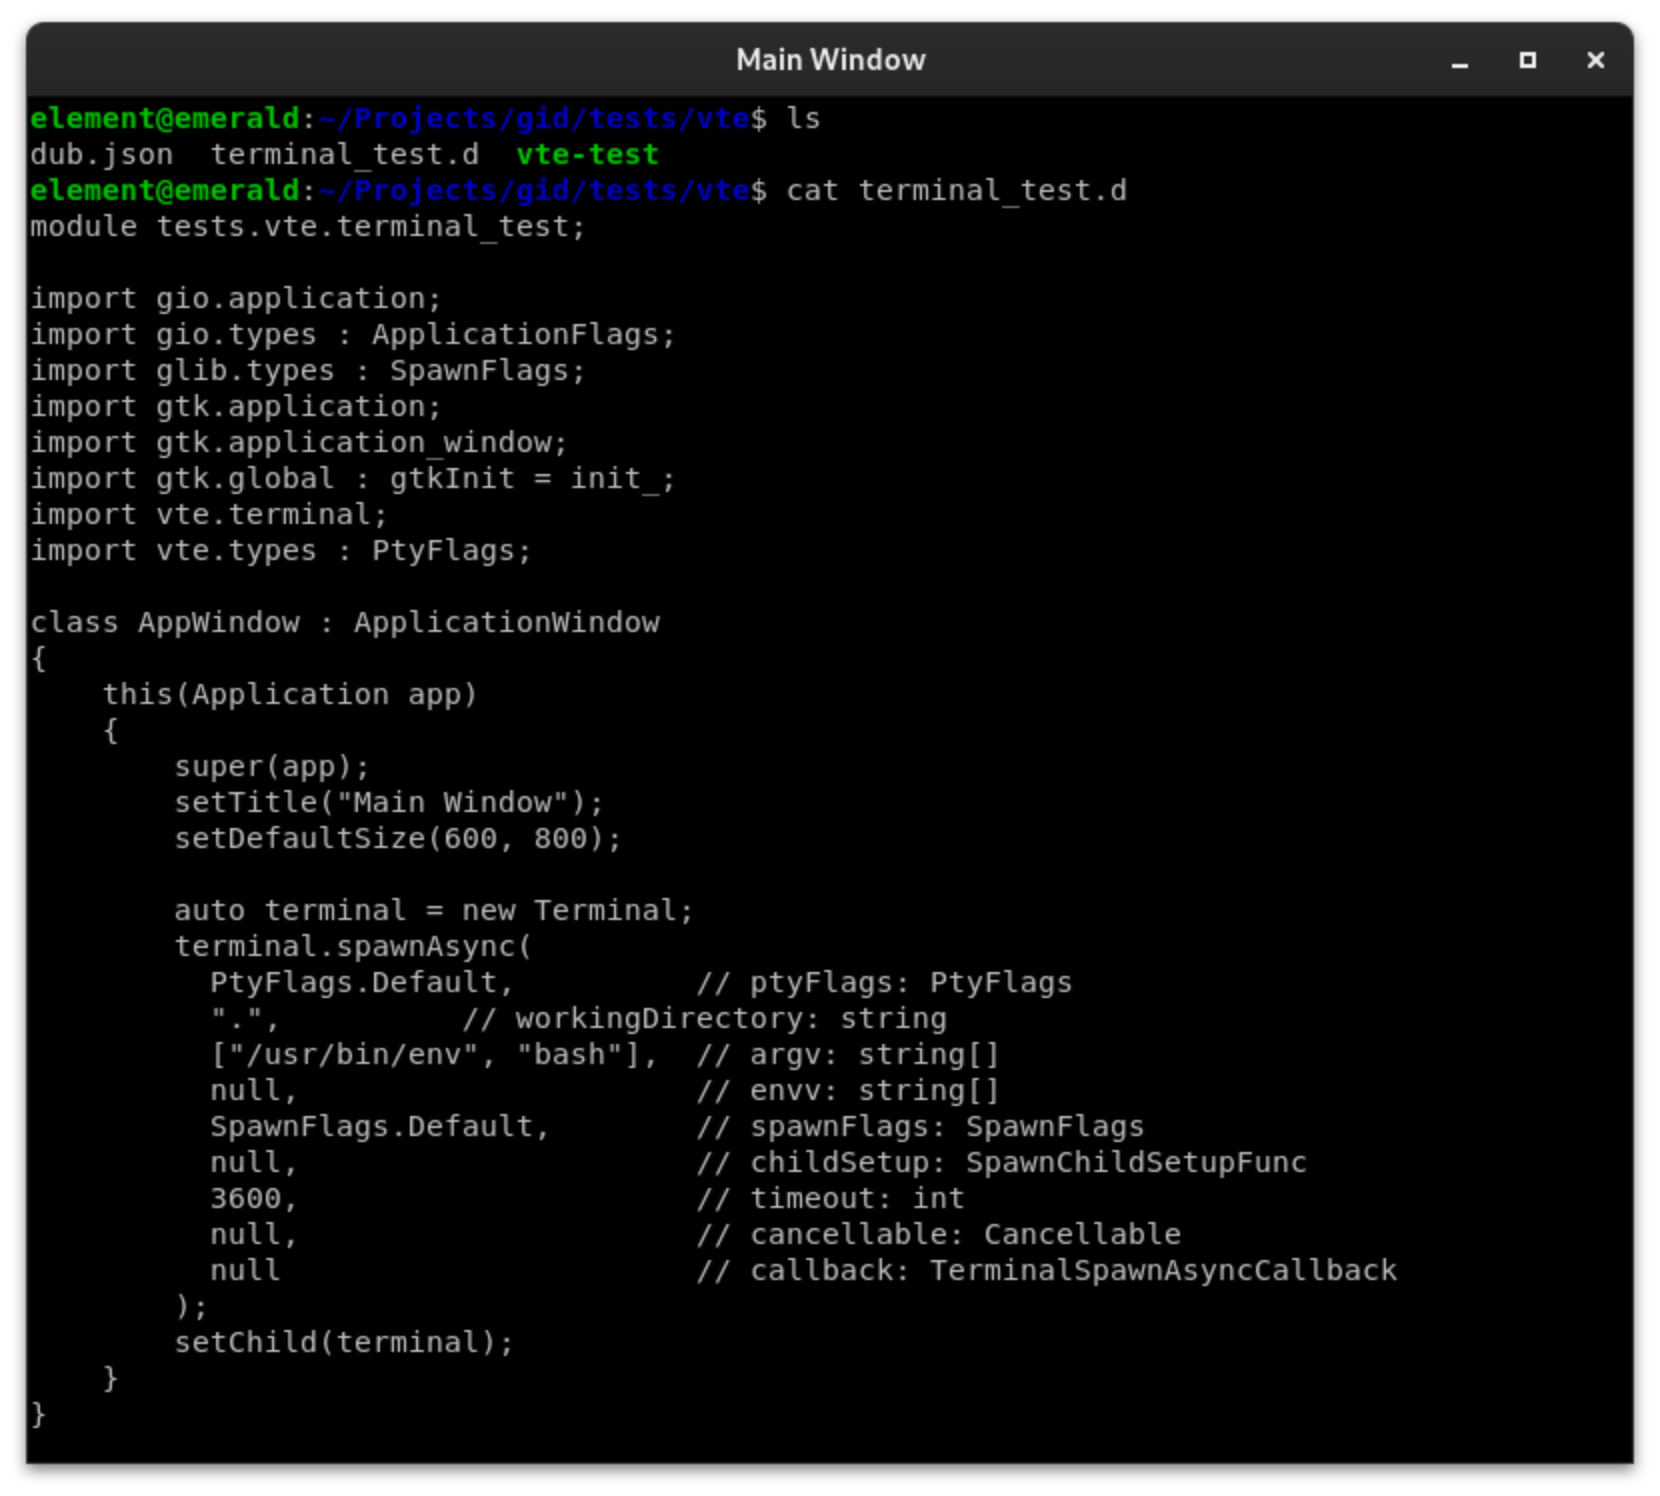 Main Window
element@emerald:~/Projects/gid/tests/vte$ ls
dub.json  terminal_test.d  vte-test
element@emerald:~/Projects/gid/tests/vte$ cat terminal_test.d
module tests.vte.terminal_test;

import gio.application;
import gio.types : ApplicationFlags;
import glib.types : SpawnFlags;
import gtk.application;
import gtk.application_window;
import gtk.global : gtkInit = init_;
import vte.terminal;
import vte.types : PtyFlags;

class AppWindow : ApplicationWindow
{
    this(Application app)
    {
        super(app);
        setTitle("Main Window");
        setDefaultSize(600, 800);

        auto terminal = new Terminal;
        terminal.spawnAsync(
          PtyFlags.Default,          // ptyFlags: PtyFlags
          ".",          // workingDirectory: string
          ["/usr/bin/env", "bash"],  // argv: string[]
          null,                      // envv: string[]
          SpawnFlags.Default,        // spawnFlags: SpawnFlags
          null,                      // childSetup: SpawnChildSetupFunc
          3600,                      // timeout: int
          null,                      // cancellable: Cancellable
          null                       // callback: TerminalSpawnAsyncCallback
        );
        setChild(terminal);
    }
}